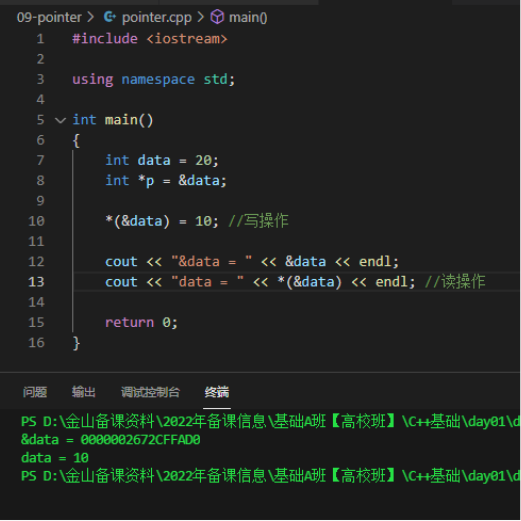 09-pointer > pointer.cpp > main()
1 #include <iostream>
2
3 using namespace std;
4
5 int main()
6 {
7 int data = 20;
8 int *p = &data;
9
10 *(&data) = 10; //写操作
11
12 cout << "&data = " << &data << endl;
13 cout << "data = " << *(&data) << endl; //读操作
14
15 return 0;
16 }
问题 输出 调试控制台 终端
PS D:\金山备课资料\2022年备课信息\基础A班【高校班】\C++基础\day01\d
&data = 0000002672CFFAD0
data = 10
PS D:\金山备课资料\2022年备课信息\基础A班【高校班】\C++基础\day01\d